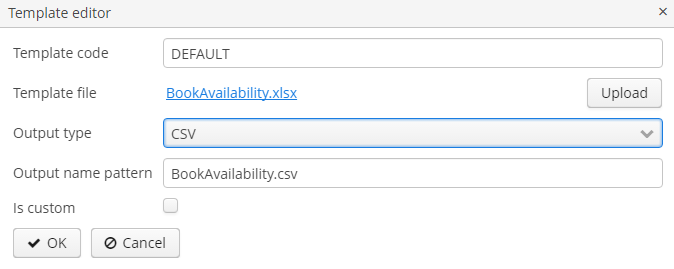 Template editor
Template code DEFAULT
Template file BookAvailability.xlsx Upload
Output type CSV
Output name pattern BookAvailability.csv
Is custom
OK Cancel